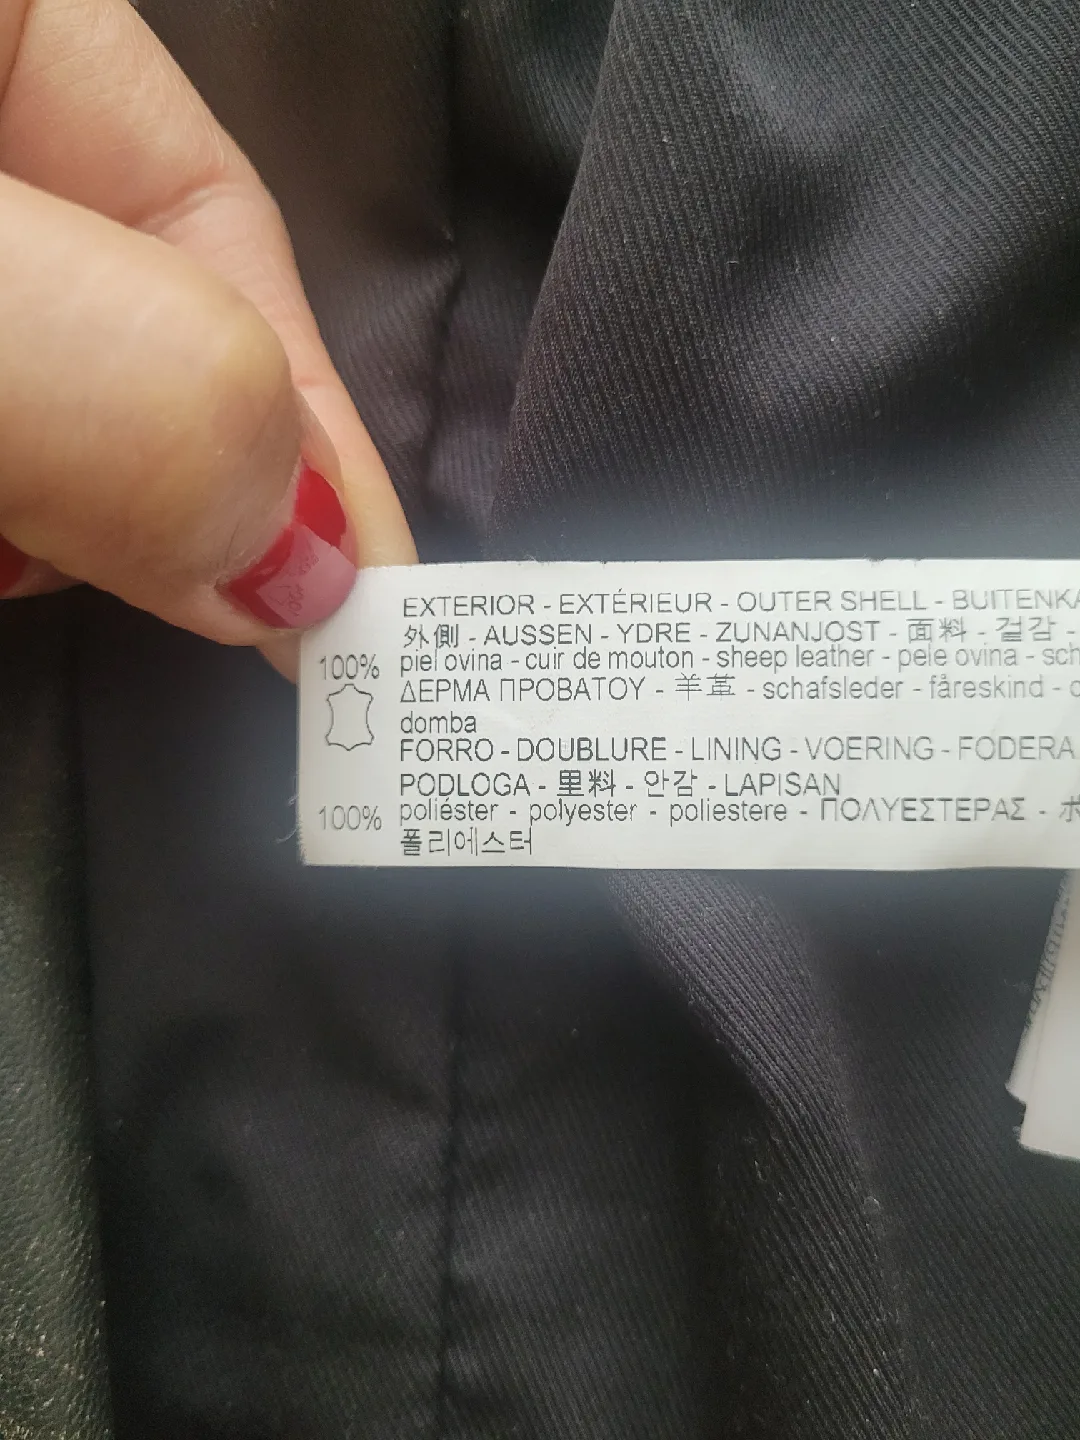 EXTERIOR - EXTÉRIEUR - OUTER SHELL - BUITENKA
外側 - AUSSEN - YDRE - ZUNANJOST - 面料 - 겉감 -
100% piel ovina - cuir de mouton - sheep leather - pele ovina - sch
ΔΕΡΜΑ ΠΡΟΒΑΤΟΥ - 羊革 - schafsleder - fåreskind -
domba
FORRO - DOUBLURE - LINING - VOERING - FODERA
PODLOGA - 里料 - 안감 - LAPISAN
100% poliéster - polyester - poliestere - ΠΟΛΥΕΣΤΕΡΑΣ - ポ
폴리에스터